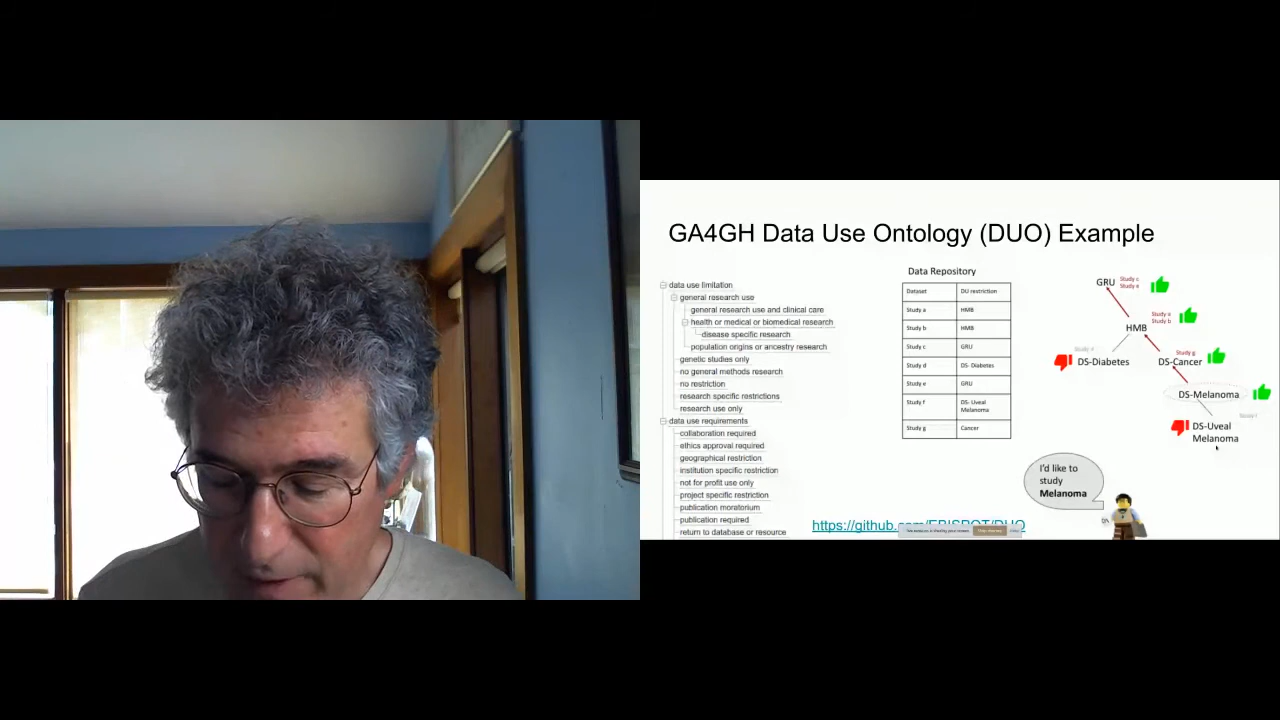 GA4GH Data Use Ontology (DUO) Example
data use limitation
general research use
general research use and clinical care
health or medical or biomedical research
disease specific research
population origins or ancestry research
genetic studies only
no general methods research
no restriction
research specific restrictions
research use only
data use requirements
collaboration required
ethics approval required
geographical restriction
institution specific restriction
not for profit use only
project specific restriction
publication moratorium
publication required
return to database or resource
Data Repository
Dataset DU restriction
Study a HMB
Study b HMB
Study c GRU
Study d DS- Diabetes
Study e GRU
Study f DS- Uveal
Melanoma
Study g Cancer
GRU
Study c
Study e
HMB
Study a
Study b
DS-Diabetes
Study g
DS-Cancer
DS-Melanoma
Study f
DS-Uveal
Melanoma
I'd like to
study
Melanoma
https://github.com/EBISPOT/DUO